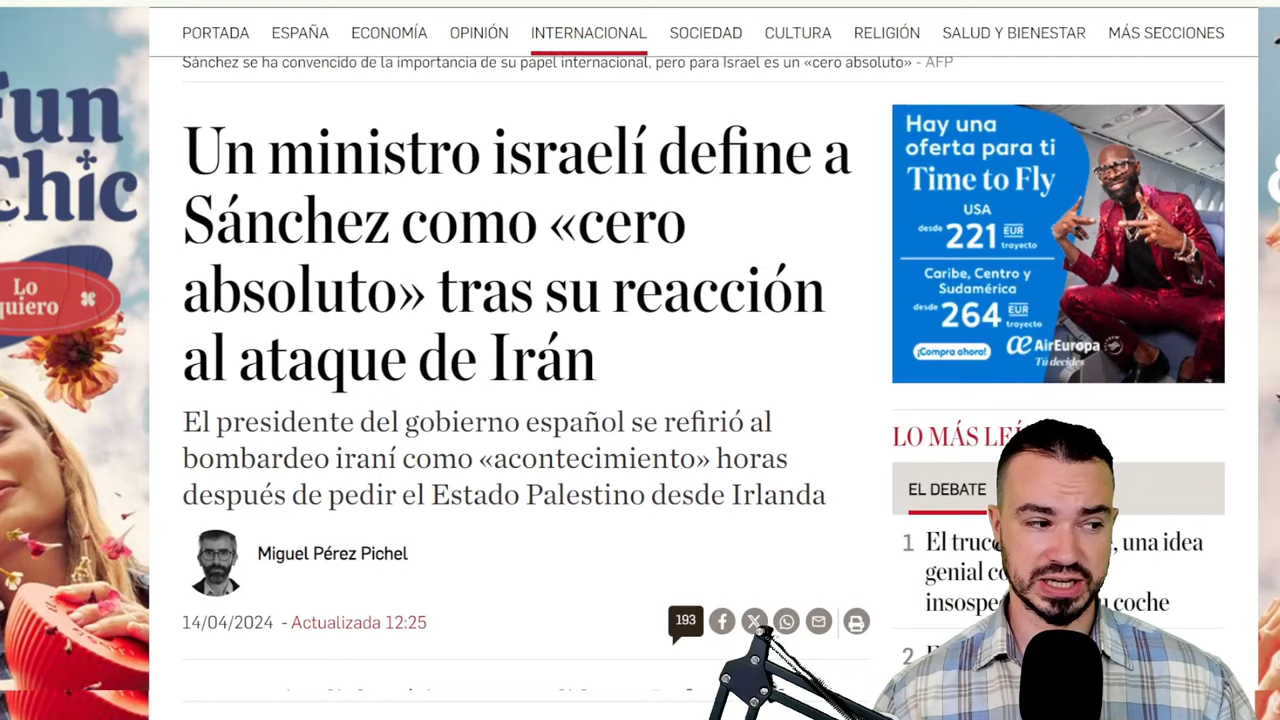 PORTADA ESPAÑA ECONOMÍA OPINIÓN INTERNACIONAL SOCIEDAD CULTURA RELIGIÓN SALUD Y BIENESTAR MÁS SECCIONES
Sánchez se ha convencido de la importancia de su papel internacional, pero para Israel es un «cero absoluto» - AFP
Fun
Chic
Lo
quiero
Un ministro israelí define a
Sánchez como «cero
absoluto» tras su reacción
al ataque de Irán
El presidente del gobierno español se refirió al
bombardeo iraní como «acontecimiento» horas
después de pedir el Estado Palestino desde Irlanda
Miguel Pérez Pichel
14/04/2024 - Actualizada 12:25
193
Hay una
oferta para ti
Time to Fly
USA
desde 221 EUR
trayecto
Caribe, Centro y
Sudamérica
desde 264 EUR
trayecto
¡Compra ahora!
AirEuropa
Tú decides
LO MÁS
EL DEBATE
1 El , una idea
genial
coche
2